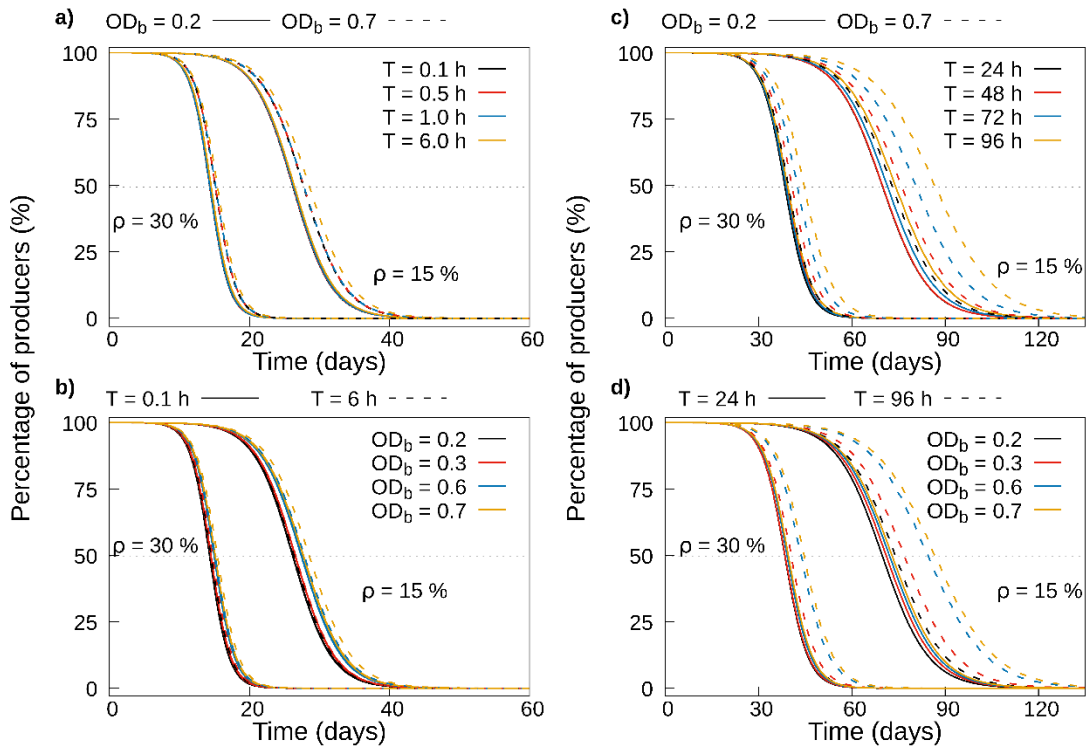 a)
OD_b = 0.2
OD_b = 0.7
Percentage of producers (%)
100
75
50
25
0
T = 0.1 h
T = 0.5 h
T = 1.0 h
T = 6.0 h
ρ = 30 %
ρ = 15 %
0
20
40
60
Time (days)
c)
OD_b = 0.2
OD_b = 0.7
Percentage of producers (%)
100
75
50
25
0
T = 24 h
T = 48 h
T = 72 h
T = 96 h
ρ = 30 %
ρ = 15 %
0
30
60
90
120
Time (days)
b)
T = 0.1 h
T = 6 h
100
75
50
25
0
OD_b = 0.2
OD_b = 0.3
OD_b = 0.6
OD_b = 0.7
ρ = 30 %
ρ = 15 %
0
20
40
60
Time (days)
d)
T = 24 h
T = 96 h
100
75
50
25
0
OD_b = 0.2
OD_b = 0.3
OD_b = 0.6
OD_b = 0.7
ρ = 30 %
ρ = 15 %
0
30
60
90
120
Time (days)